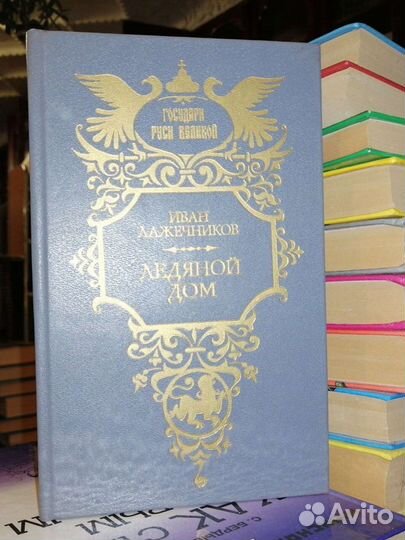 ГОСУДАРИ
РУСИ ВЕЛИКОЙ
ИВАН
ЛАЖЕЧНИКОВ
ЛЕДЯНОЙ
ДОМ
Avito